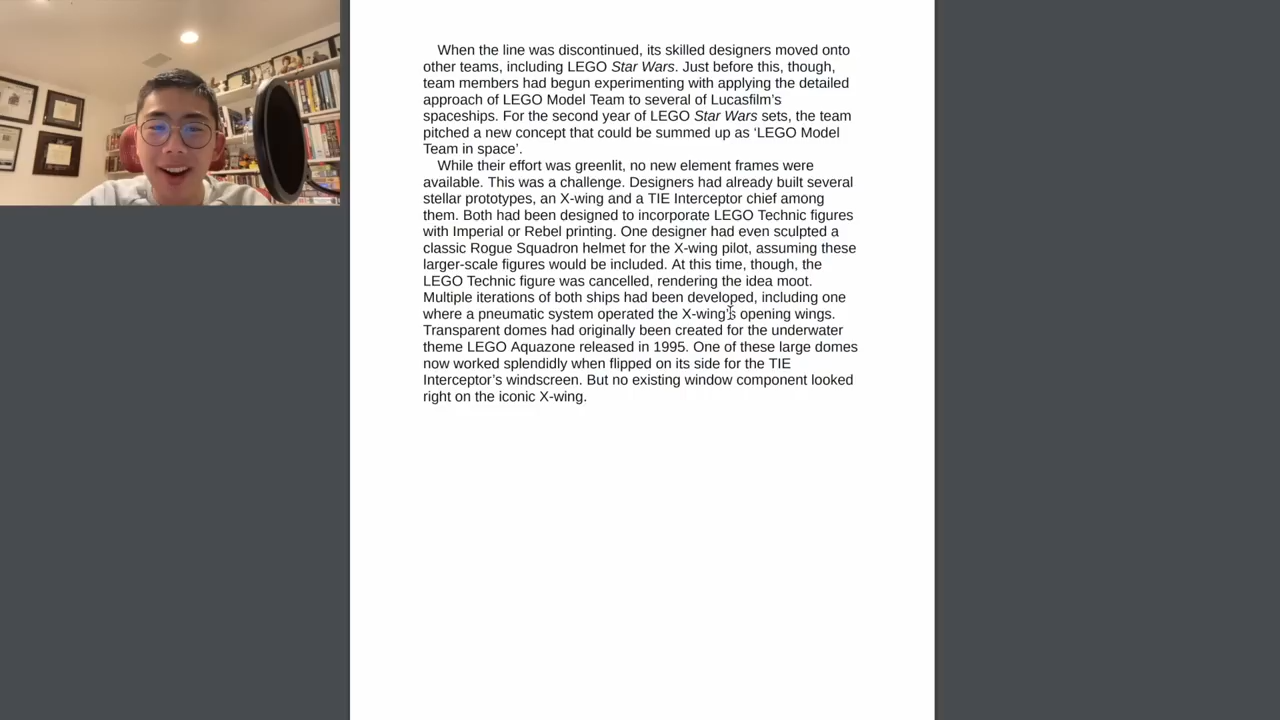 When the line was discontinued, its skilled designers moved onto
other teams, including LEGO Star Wars. Just before this, though,
team members had begun experimenting with applying the detailed
approach of LEGO Model Team to several of Lucasfilm’s
spaceships. For the second year of LEGO Star Wars sets, the team
pitched a new concept that could be summed up as ‘LEGO Model
Team in space’.
While their effort was greenlit, no new element frames were
available. This was a challenge. Designers had already built several
stellar prototypes, an X-wing and a TIE Interceptor chief among
them. Both had been designed to incorporate LEGO Technic figures
with Imperial or Rebel printing. One designer had even sculpted a
classic Rogue Squadron helmet for the X-wing pilot, assuming these
larger-scale figures would be included. At this time, though, the
LEGO Technic figure was cancelled, rendering the idea moot.
Multiple iterations of both ships had been developed, including one
where a pneumatic system operated the X-wing’s opening wings.
Transparent domes had originally been created for the underwater
theme LEGO Aquazone released in 1995. One of these large domes
now worked splendidly when flipped on its side for the TIE
Interceptor’s windscreen. But no existing window component looked
right on the iconic X-wing.